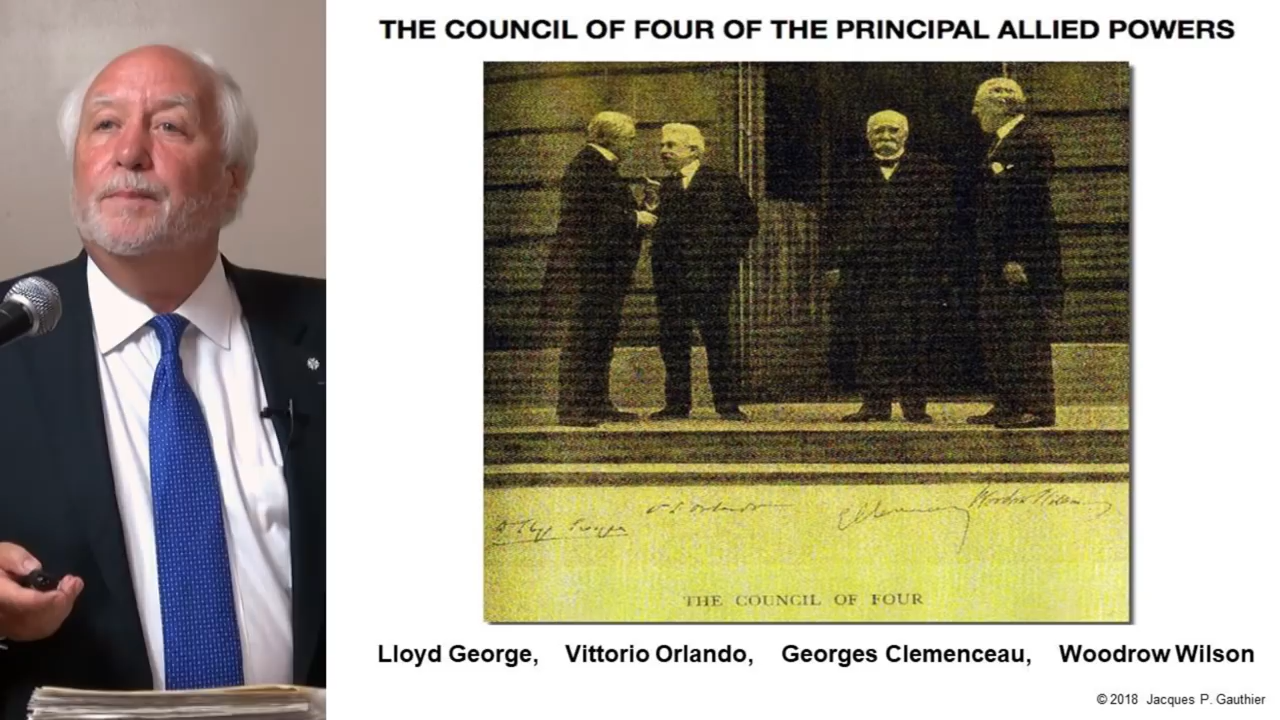 THE COUNCIL OF FOUR OF THE PRINCIPAL ALLIED POWERS
THE COUNCIL OF FOUR
Lloyd George, Vittorio Orlando, Georges Clemenceau, Woodrow Wilson
© 2018 Jacques P. Gauthier